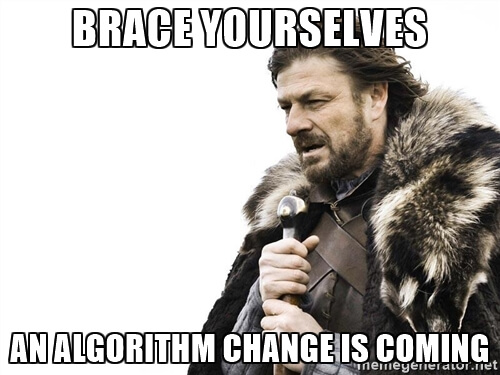 BRACE YOURSELVES
AN ALGORITHM CHANGE IS COMING
memegenerator.net